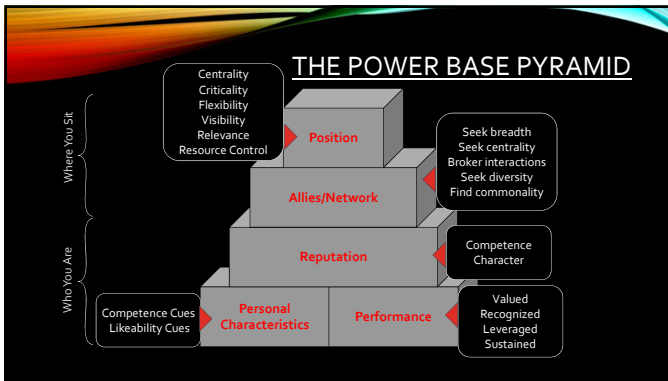 THE POWER BASE PYRAMID
Centrality
Criticality
Flexibility
Visibility
Relevance
Resource Control
Position
Where You Sit
Seek breadth
Seek centrality
Broker interactions
Seek diversity
Find commonality
Allies/Network
Reputation
Competence
Character
Who You Are
Competence Cues
Likeability Cues
Personal
Characteristics
Performance
Valued
Recognized
Leveraged
Sustained